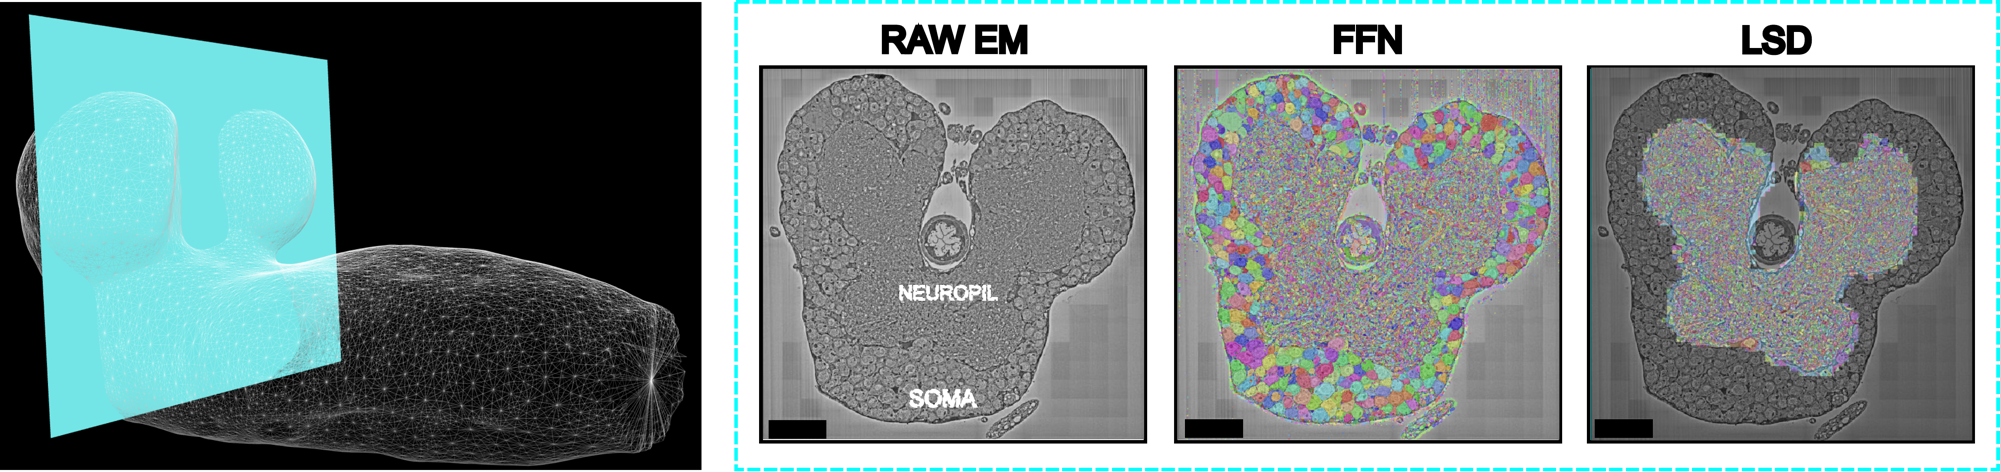 RAW EM
FFN
LSD
NEUROPIL
SOMA